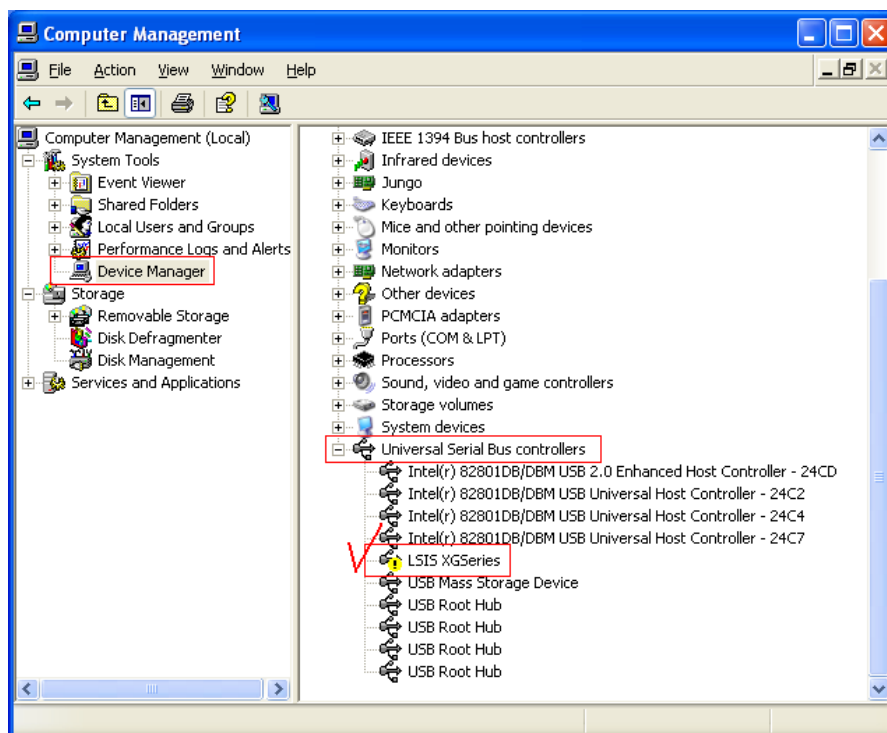 Computer Management
File Action View Window Help
Computer Management (Local)
System Tools
Event Viewer
Shared Folders
Local Users and Groups
Performance Logs and Alerts
Device Manager
Storage
Removable Storage
Disk Defragmenter
Disk Management
Services and Applications
IEEE 1394 Bus host controllers
Infrared devices
Jungo
Keyboards
Mice and other pointing devices
Monitors
Network adapters
Other devices
PCMCIA adapters
Ports (COM & LPT)
Processors
Sound, video and game controllers
Storage volumes
System devices
Universal Serial Bus controllers
Intel(r) 82801DB/DBM USB 2.0 Enhanced Host Controller - 24CD
Intel(r) 82801DB/DBM USB Universal Host Controller - 24C2
Intel(r) 82801DB/DBM USB Universal Host Controller - 24C4
Intel(r) 82801DB/DBM USB Universal Host Controller - 24C7
LSIS XGSeries
USB Mass Storage Device
USB Root Hub
USB Root Hub
USB Root Hub
USB Root Hub